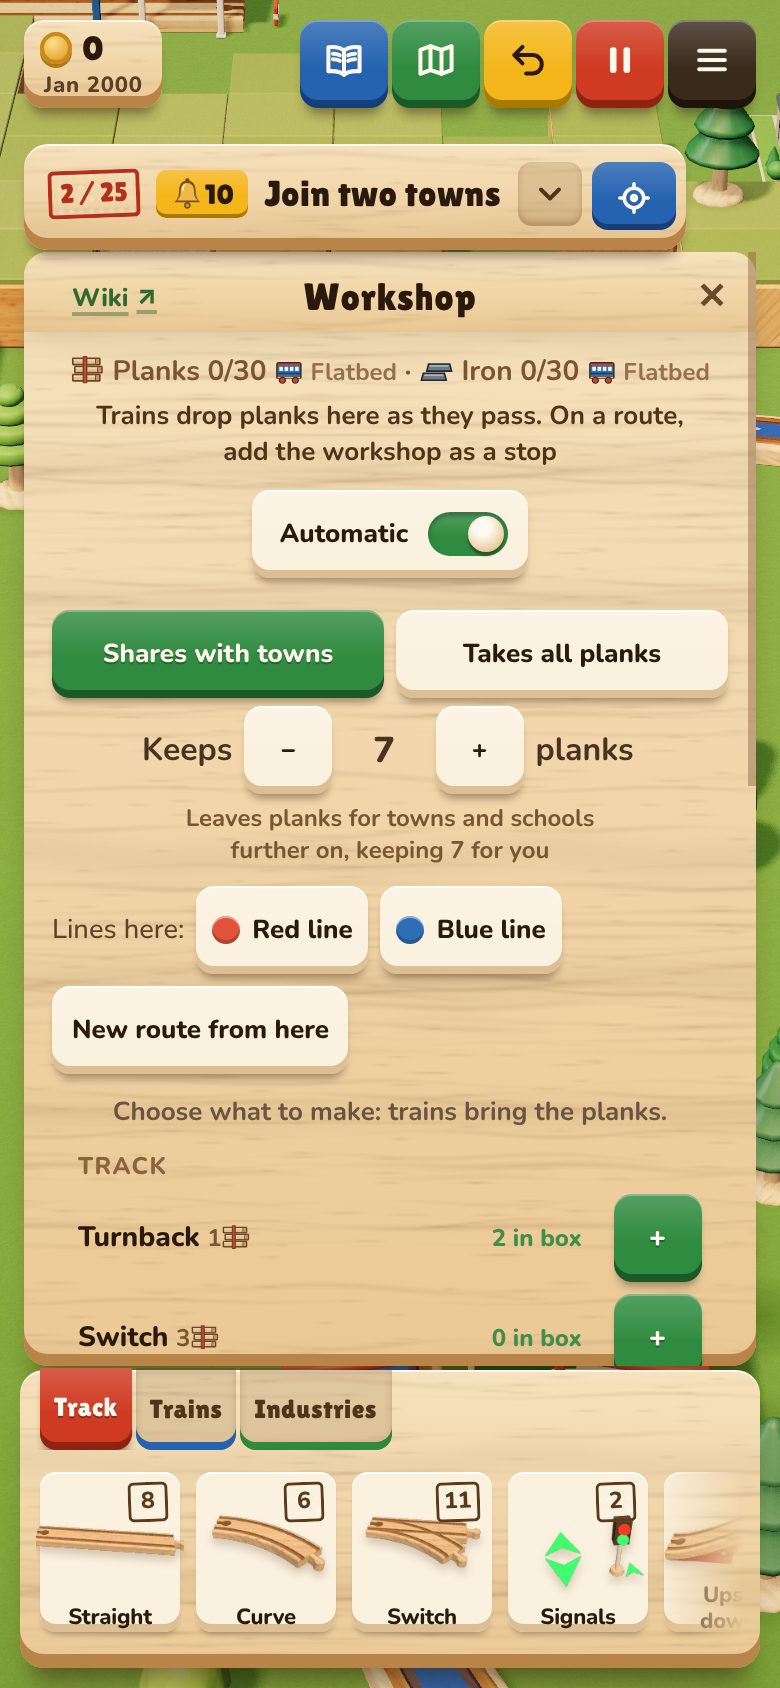 0
Jan 2000
2/25
10
Join two towns
Wiki
Workshop
Planks 0/30 Flatbed · Iron 0/30 Flatbed
Trains drop planks here as they pass. On a route,
add the workshop as a stop
Automatic
Shares with towns
Takes all planks
Keeps - 7 + planks
Leaves planks for towns and schools
further on, keeping 7 for you
Lines here: Red line Blue line
New route from here
Choose what to make: trains bring the planks.
TRACK
Turnback 1 2 in box +
Switch 3 0 in box +
Track Trains Industries
8 6 11 2
Straight Curve Switch Signals